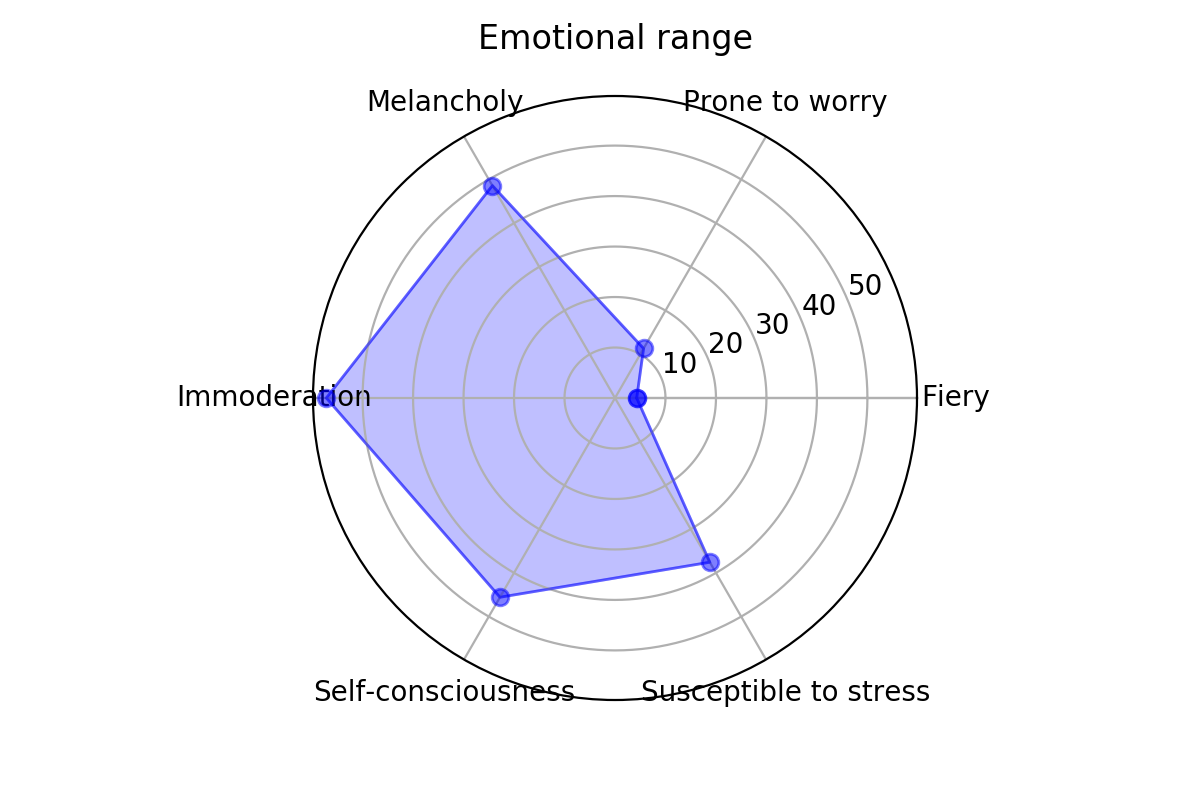 Emotional range
Melancholy
Prone to worry
50
40
30
20
10
Immoderation
Fiery
Self-consciousness
Susceptible to stress